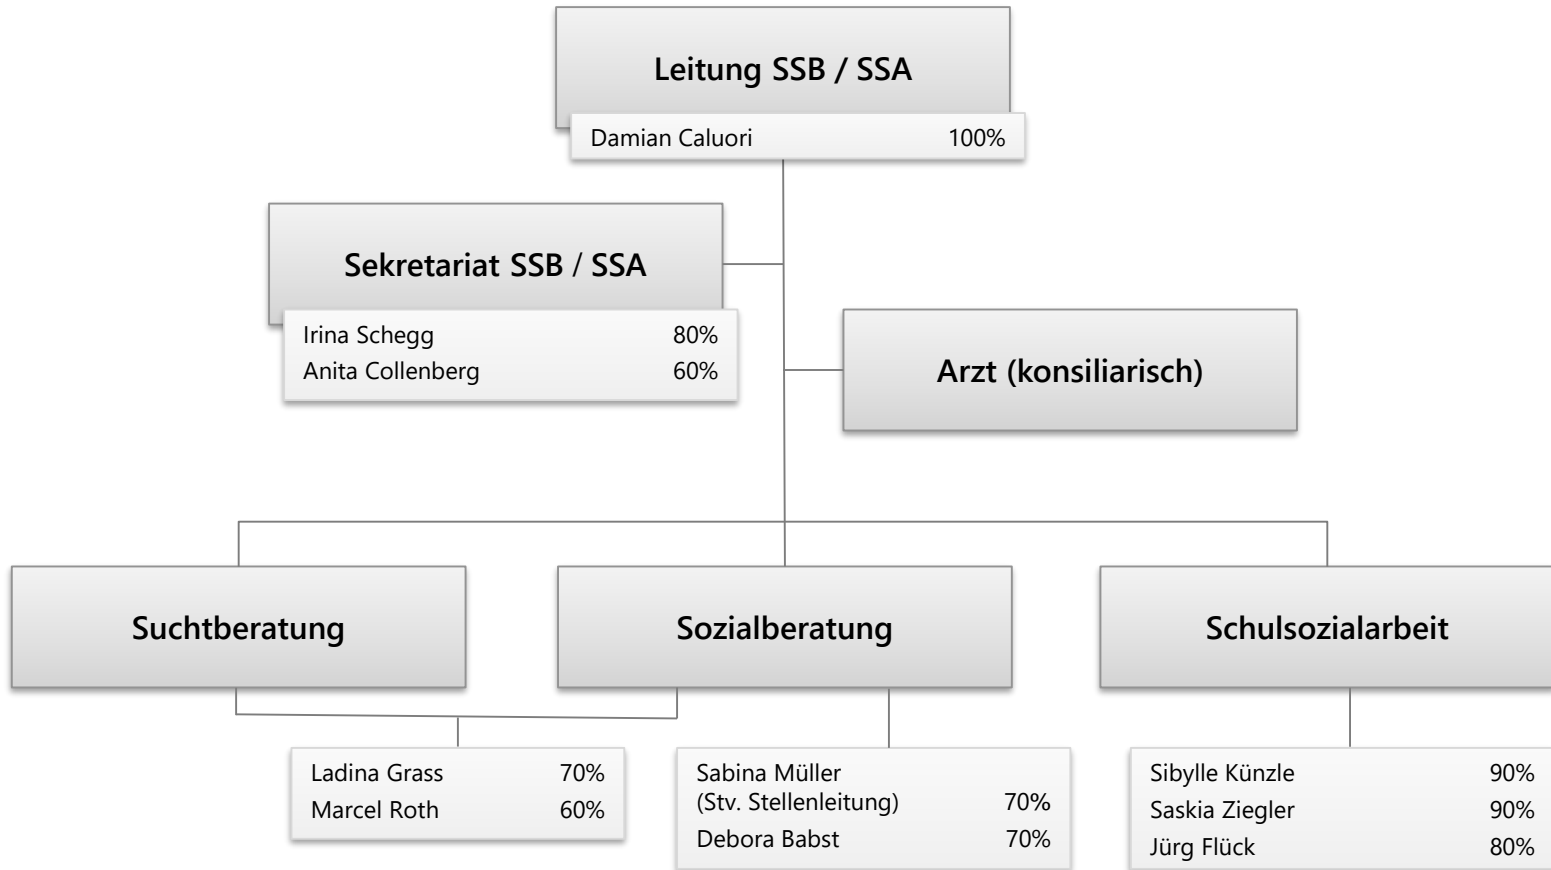 Leitung SSB / SSA
Damian Caluori 100%
Sekretariat SSB / SSA
Irina Schegg 80%
Anita Collenberg 60%
Arzt (konsiliarisch)
Suchtberatung
Sozialberatung
Schulsozialarbeit
Ladina Grass 70%
Marcel Roth 60%
Sabina Müller
(Stv. Stellenleitung) 70%
Debora Babst 70%
Sibylle Künzle 90%
Saskia Ziegler 90%
Jürg Flück 80%